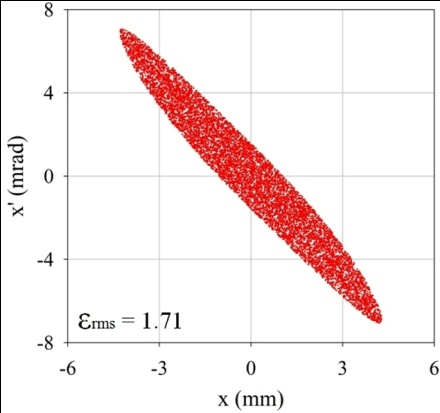 8
4
x' (mrad)
0
-4
εrms = 1.71
-8
-6 -3 0 3 6
x (mm)